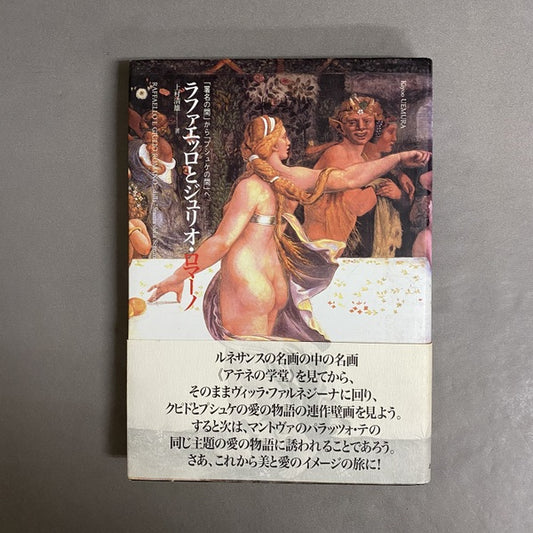 Kiyoo UEMURA
「署名の間」から「プシュケの間」へ
ラファエッロとジュリオ・ロマーノ
上村清雄―――著
RAFFAELLO E GIULIO
ルネサンスの名画の中の名画
《アテネの学堂》を見てから、
そのままヴィッラ・ファルネジーナに回り、
クピドとプシュケの愛の物語の連作壁画を見よう。
すると次は、マントヴァのパラッツォ・テの
同じ主題の愛の物語に誘われることであろう。
さあ、これから美と愛のイメージの旅に!